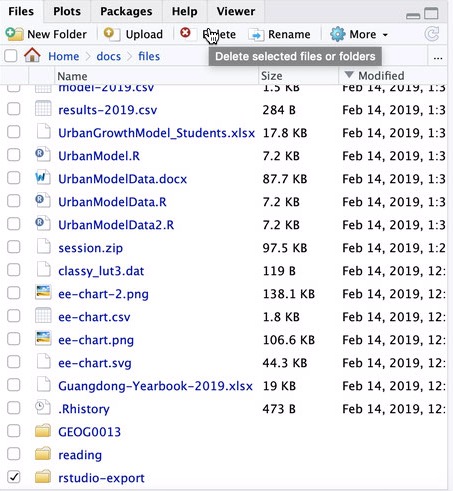 Files Plots Packages Help Viewer
New Folder Upload Delete Rename More
Home docs files ...
Delete selected files or folders
Name Size Modified
model-2019.csv 1.5 KB Feb 14, 2019, 1:3
results-2019.csv 284 B Feb 14, 2019, 1:3
UrbanGrowthModel_Students.xlsx 17.8 KB Feb 14, 2019, 1:3
UrbanModel.R 7.2 KB Feb 14, 2019, 1:3
UrbanModelData.docx 87.7 KB Feb 14, 2019, 1:3
UrbanModelData.R 7.2 KB Feb 14, 2019, 1:3
UrbanModelData2.R 7.2 KB Feb 14, 2019, 1:3
session.zip 97.5 KB Feb 14, 2019, 1:2
classy_lut3.dat 119 B Feb 14, 2019, 12:
ee-chart-2.png 138.1 KB Feb 14, 2019, 12:
ee-chart.csv 1.8 KB Feb 14, 2019, 12:
ee-chart.png 106.6 KB Feb 14, 2019, 12:
ee-chart.svg 44.3 KB Feb 14, 2019, 12:
Guangdong-Yearbook-2019.xlsx 19 KB Feb 14, 2019, 12:
.Rhistory 473 B Feb 14, 2019, 12:
GEOG0013
reading
rstudio-export